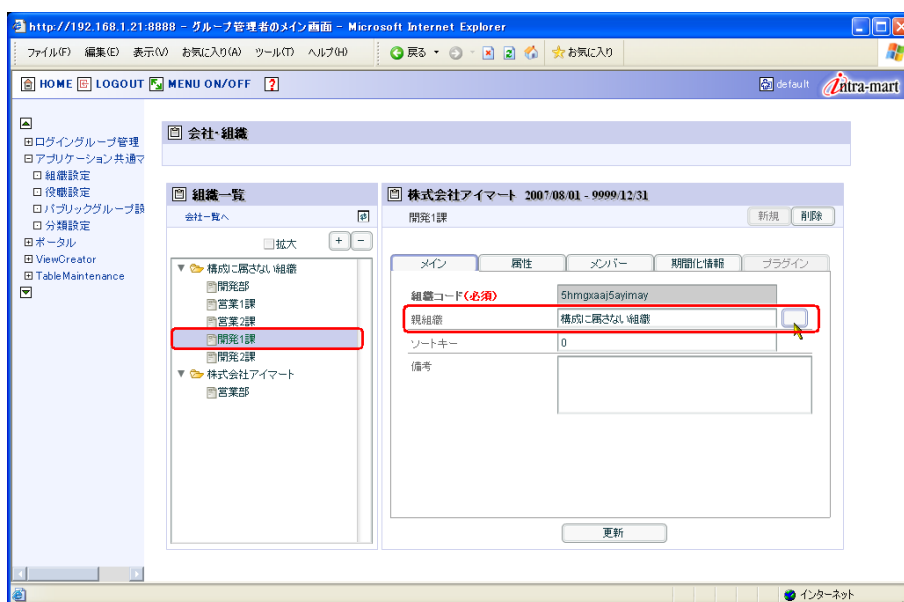 http://192.168.1.21:8888 - グループ管理者のメイン画面 - Microsoft Internet Explorer
ファイル(F) 編集(E) 表示(V) お気に入り(A) ツール(T) ヘルプ(H) 戻る お気に入り
HOME LOGOUT MENU ON/OFF ? default intra-mart
ログイングループ管理
アプリケーション共通マ
組織設定
役職設定
パブリックグループ設
分類設定
ポータル
ViewCreator
TableMaintenance
会社・組織
組織一覧
会社一覧へ
拡大 + -
構成に属さない組織
開発部
営業1課
営業2課
開発1課
開発2課
株式会社アイマート
営業部
株式会社アイマート 2007/08/01 - 9999/12/31
開発1課 新規 削除
メイン 属性 メンバー 期間化情報 プラグイン
組織コード(必須) 5hmgxaaj5ayimay
親組織 構成に属さない組織
ソートキー 0
備考
更新
インターネット